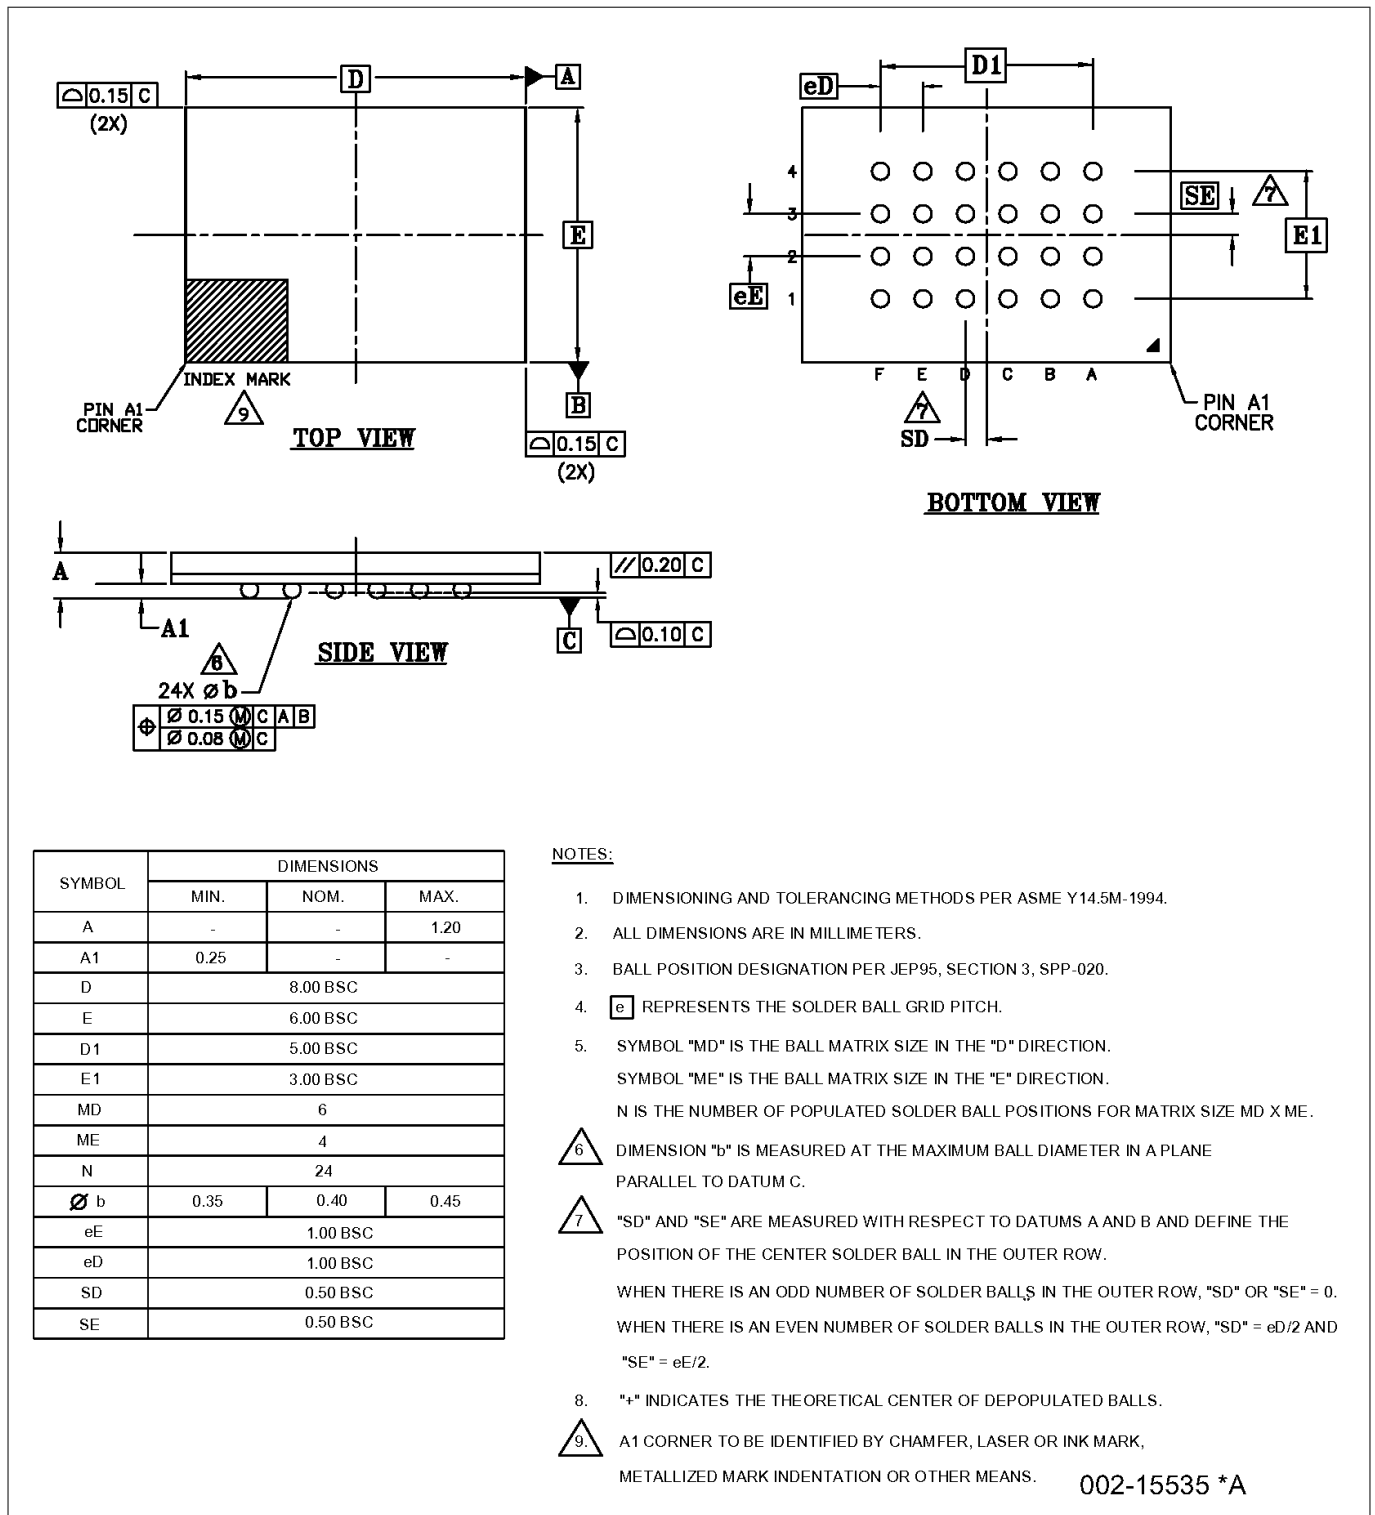 D
A
⌓ 0.15 C
(2X)
E
INDEX MARK
9
PIN A1
CORNER
TOP VIEW
B
⌓ 0.15 C
(2X)
D1
eD
4
3
2
1
SE
7
E1
eE
F E D C B A
7
SD
PIN A1
CORNER
BOTTOM VIEW
A
A1
// 0.20 C
⌓ 0.10 C
C
SIDE VIEW
6
24X Ø b
⌖ Ø 0.15 Ⓜ C A B
Ø 0.08 Ⓜ C
SYMBOL DIMENSIONS
MIN. NOM. MAX.
A - - 1.20
A1 0.25 - -
D 8.00 BSC
E 6.00 BSC
D1 5.00 BSC
E1 3.00 BSC
MD 6
ME 4
N 24
Ø b 0.35 0.40 0.45
eE 1.00 BSC
eD 1.00 BSC
SD 0.50 BSC
SE 0.50 BSC
NOTES:
1. DIMENSIONING AND TOLERANCING METHODS PER ASME Y14.5M-1994.
2. ALL DIMENSIONS ARE IN MILLIMETERS.
3. BALL POSITION DESIGNATION PER JEP95, SECTION 3, SPP-020.
4. e REPRESENTS THE SOLDER BALL GRID PITCH.
5. SYMBOL "MD" IS THE BALL MATRIX SIZE IN THE "D" DIRECTION.
SYMBOL "ME" IS THE BALL MATRIX SIZE IN THE "E" DIRECTION.
N IS THE NUMBER OF POPULATED SOLDER BALL POSITIONS FOR MATRIX SIZE MD X ME.
6 DIMENSION "b" IS MEASURED AT THE MAXIMUM BALL DIAMETER IN A PLANE
PARALLEL TO DATUM C.
7 "SD" AND "SE" ARE MEASURED WITH RESPECT TO DATUMS A AND B AND DEFINE THE
POSITION OF THE CENTER SOLDER BALL IN THE OUTER ROW.
WHEN THERE IS AN ODD NUMBER OF SOLDER BALLS IN THE OUTER ROW, "SD" OR "SE" = 0.
WHEN THERE IS AN EVEN NUMBER OF SOLDER BALLS IN THE OUTER ROW, "SD" = eD/2 AND
"SE" = eE/2.
8. "+" INDICATES THE THEORETICAL CENTER OF DEPOPULATED BALLS.
9. A1 CORNER TO BE IDENTIFIED BY CHAMFER, LASER OR INK MARK,
METALLIZED MARK INDENTATION OR OTHER MEANS.
002-15535 *A